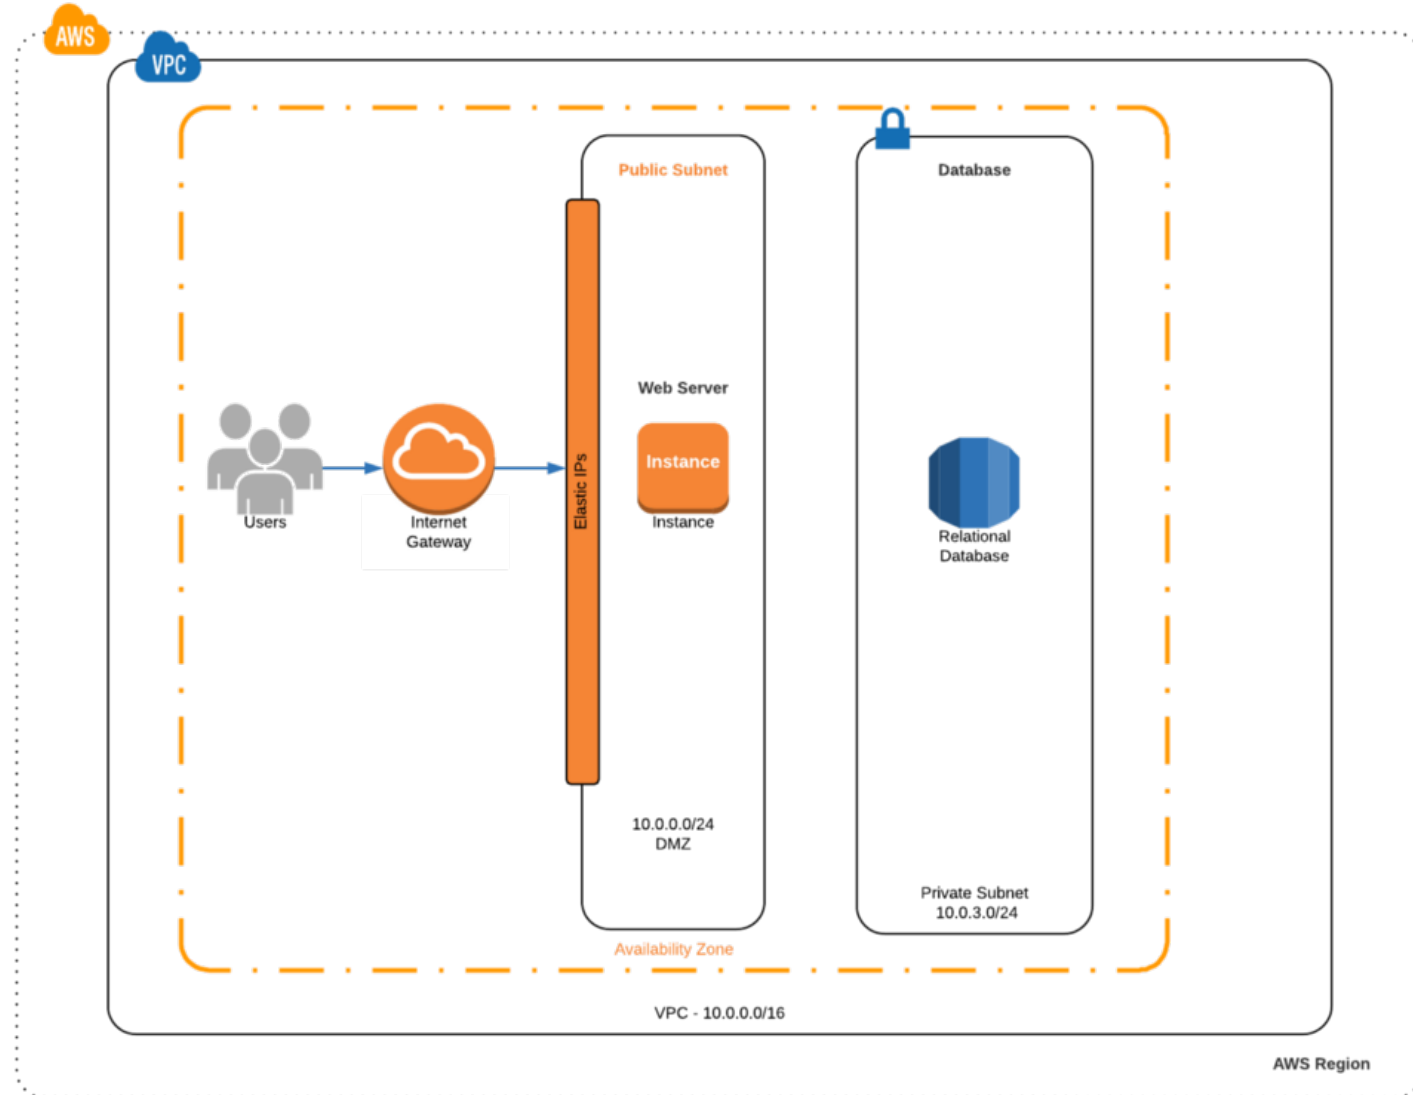 AWS
VPC
Public Subnet
Database
Web Server
Instance
Instance
Elastic IPs
Users
Internet
Gateway
Relational
Database
10.0.0.0/24
DMZ
Private Subnet
10.0.3.0/24
Availability Zone
VPC - 10.0.0.0/16
AWS Region